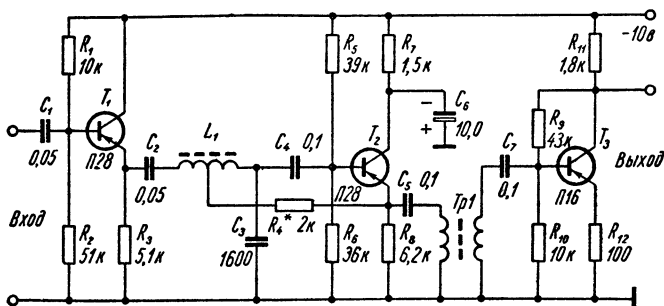 R₁
10к
C₁
0,05
Вход
R₂
51к
T₁
П28
R₃
5,1к
C₂
0,05
L₁
C₃
1600
C₄
0,1
R₄* 2к
R₅
39к
R₆
36к
R₇
1,5к
T₂
П28
C₅
0,1
R₈
6,2к
−
+
C₆
10,0
Тр1
C₇
0,1
R₉
43к
R₁₀
10к
R₁₁
1,8к
−10в
T₃
П16
R₁₂
100
Выход